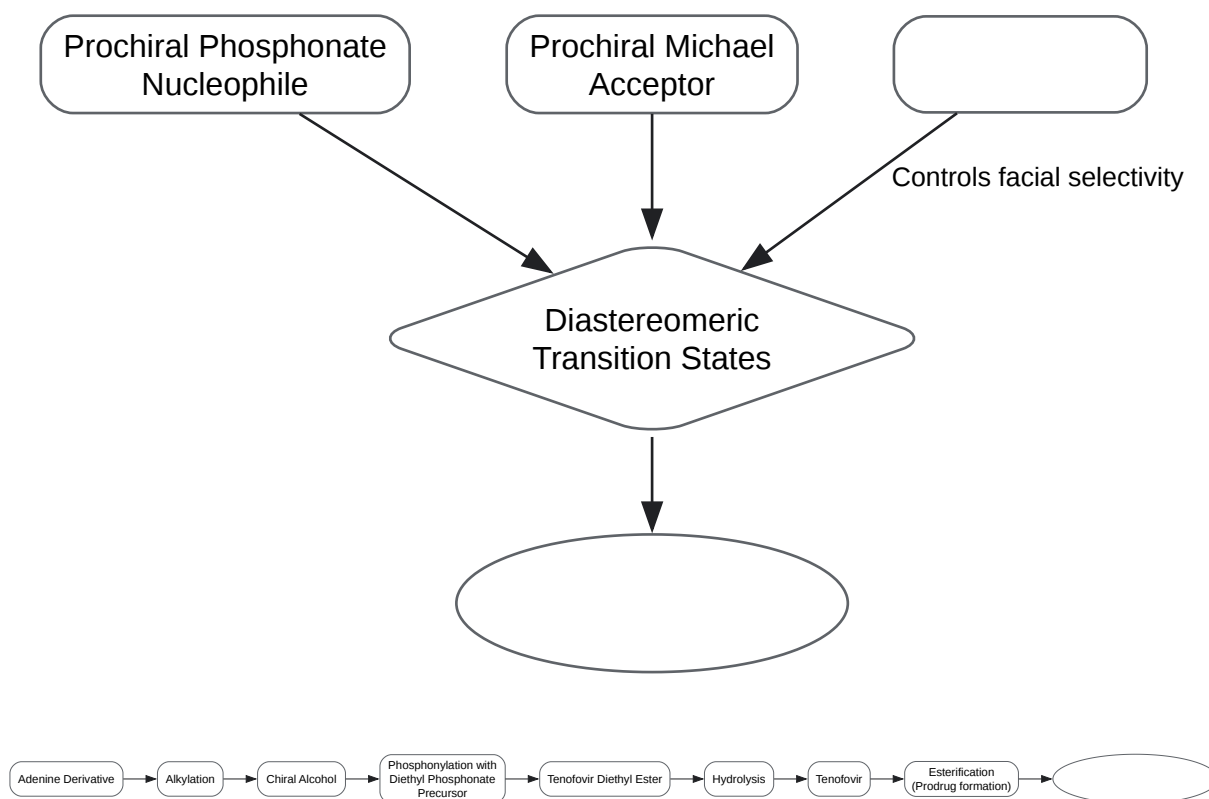 Prochiral Phosphonate
Nucleophile
Prochiral Michael
Acceptor
Controls facial selectivity
Diastereomeric
Transition States
Adenine Derivative
Alkylation
Chiral Alcohol
Phosphonylation with
Diethyl Phosphonate
Precursor
Tenofovir Diethyl Ester
Hydrolysis
Tenofovir
Esterification
(Prodrug formation)